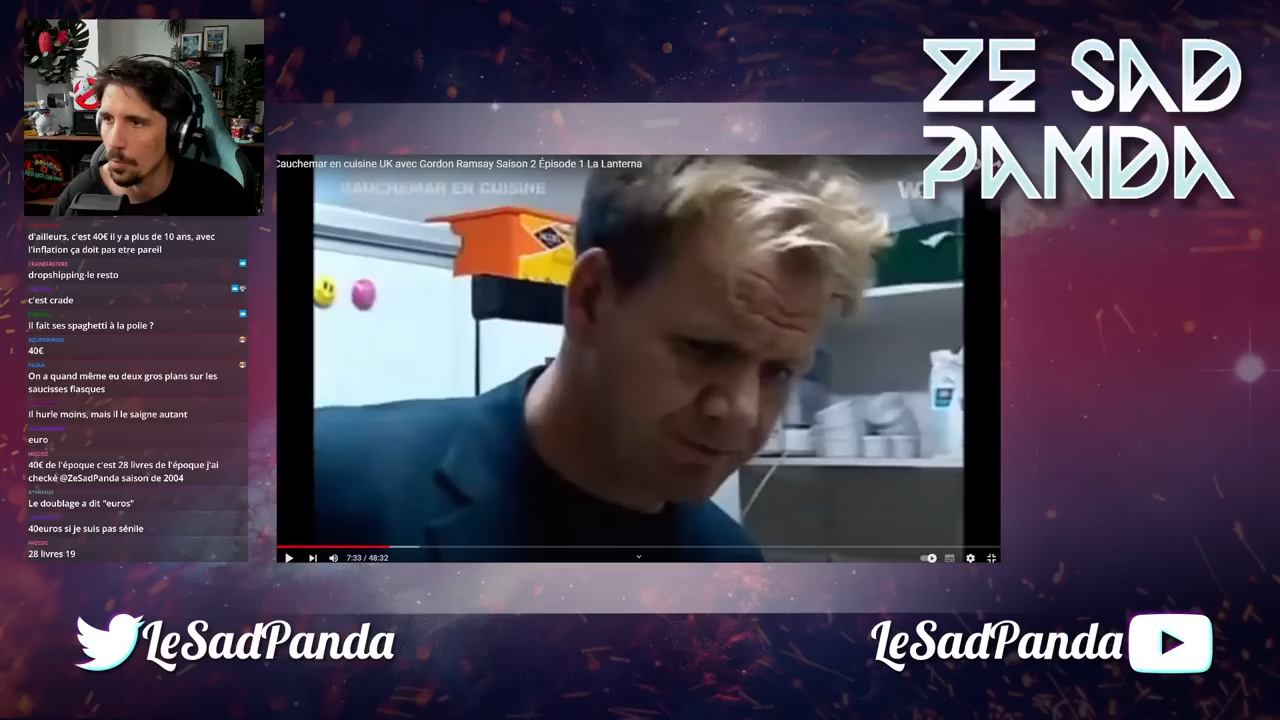 ZE SAD
PANDA
Cauchemar en cuisine UK avec Gordon Ramsay Saison 2 Épisode 1 La Lanterna
CAUCHEMAR EN CUISINE
d'ailleurs, c'est 40€ il y a plus de 10 ans, avec
l'inflation ça doit pas etre pareil
CRANEFASTERE
dropshipping-le resto
c'est crade
Il fait ses spaghetti à la poile ?
40€
On a quand même eu deux gros plans sur les
saucisses flasques
Il hurle moins, mais il le saigne autant
euro
HICCOZ
40€ de l'époque c'est 28 livres de l'époque j'ai
checké @ZeSadPanda saison de 2004
Le doublage a dit "euros"
40euros si je suis pas sénile
HICCOZ
28 livres 19
7:33 / 48:32
LeSadPanda
LeSadPanda